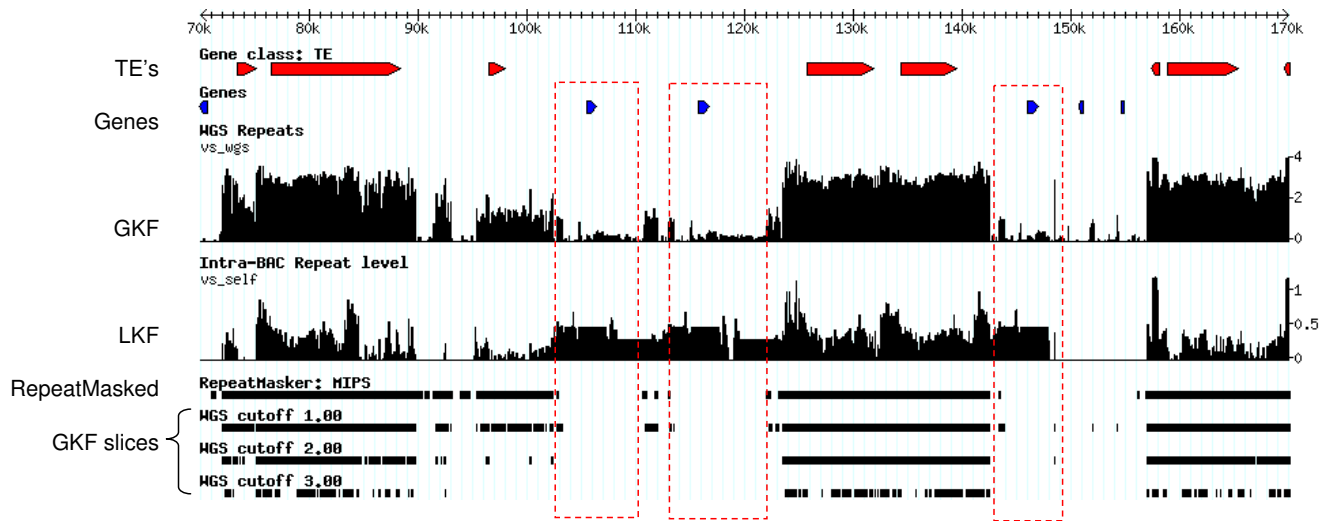 70k 80k 90k 100k 110k 120k 130k 140k 150k 160k 170k
Gene class: TE
TE's
Genes
Genes
WGS Repeats
vs_wgs
4
2
0
GKF
Intra-BAC Repeat level
vs_self
1
0.5
0
LKF
RepeatMasked
RepeatMasker: MIPS
WGS cutoff 1.00
GKF slices
WGS cutoff 2.00
WGS cutoff 3.00